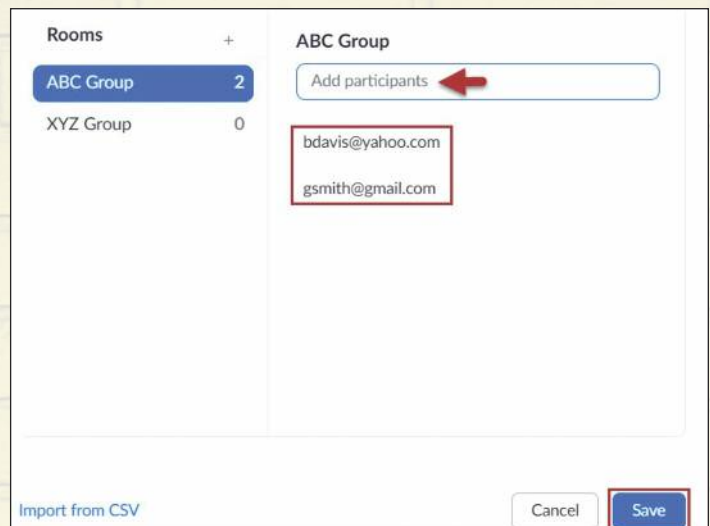 Rooms +
ABC Group 2
XYZ Group 0
ABC Group
Add participants
bdavis@yahoo.com
gsmith@gmail.com
Import from CSV
Cancel
Save